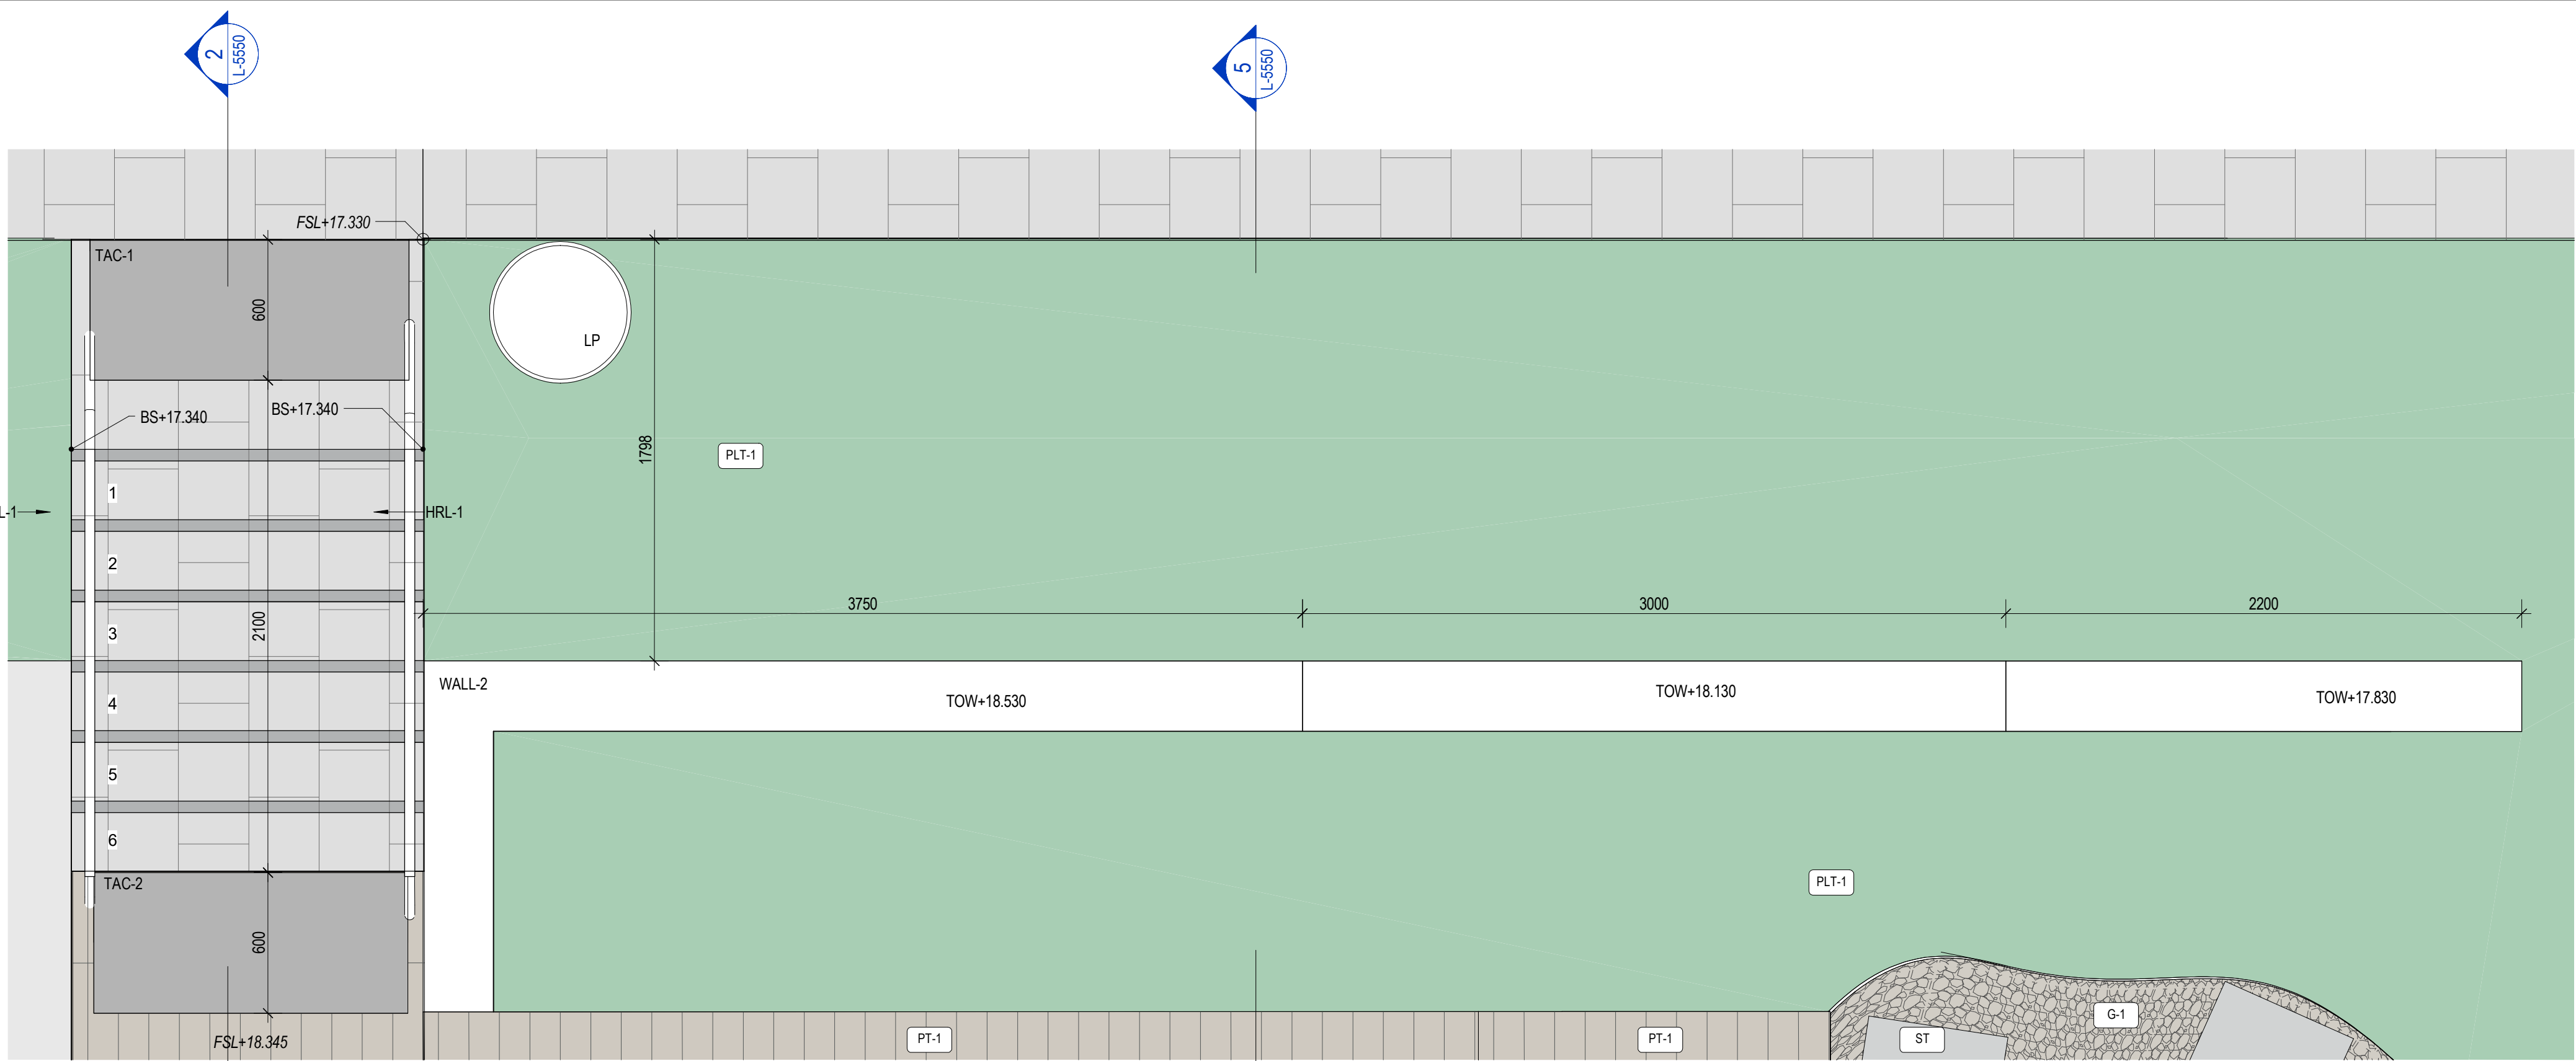 2
L-5550
5
L-5550
FSL+17.330
TAC-1
600
LP
BS+17.340
BS+17.340
1798
PLT-1
1
L-1
HRL-1
2
3750
3000
2200
2100
3
WALL-2
TOW+18.530
TOW+18.130
TOW+17.830
4
5
6
TAC-2
PLT-1
600
G-1
FSL+18.345
PT-1
PT-1
ST